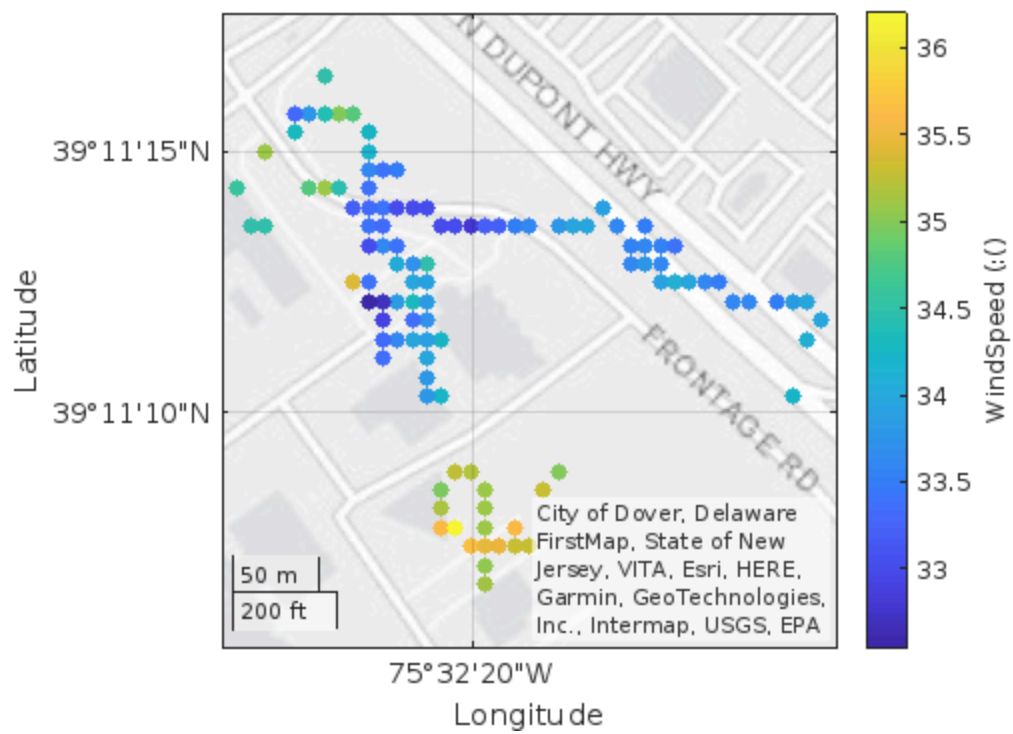 N DUPONT HWY
39°11'15"N
39°11'10"N
Latitude
FRONTAGE RD
City of Dover, Delaware
FirstMap, State of New
Jersey, VITA, Esri, HERE,
Garmin, GeoTechnologies,
Inc., Intermap, USGS, EPA
50 m
200 ft
75°32'20"W
Longitude
36
35.5
35
34.5
34
33.5
33
WindSpeed (:()